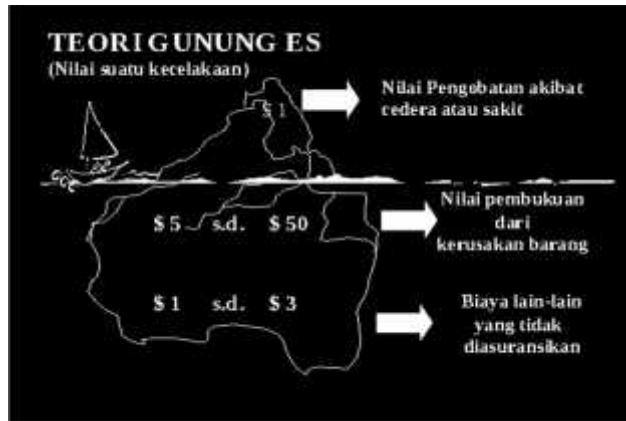 TEORI GUNUNG ES
(Nilai suatu kecelakaan)
$ 1
Nilai Pengobatan akibat
cedera atau sakit
$ 5 s.d. $ 50
Nilai pembukuan
dari
kerusakan barang
$ 1 s.d. $ 3
Biaya lain-lain
yang tidak
diasuransikan